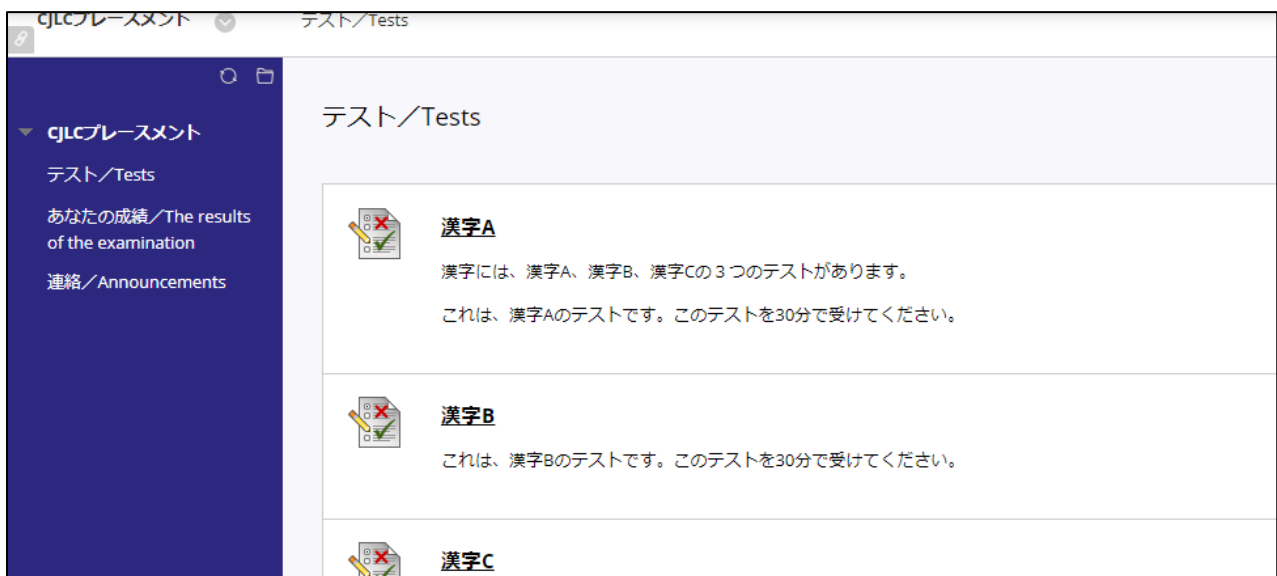 CJLCプレースメント
テスト／Tests
CJLCプレースメント
テスト／Tests
あなたの成績／The results
of the examination
連絡／Announcements
テスト／Tests
漢字A
漢字には、漢字A、漢字B、漢字Cの３つのテストがあります。
これは、漢字Aのテストです。このテストを30分で受けてください。
漢字B
これは、漢字Bのテストです。このテストを30分で受けてください。
漢字C